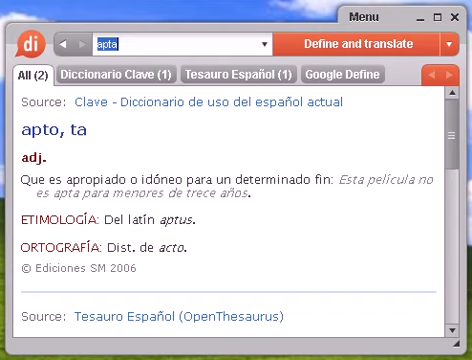 Menu
di
apta
Define and translate
All (2)
Diccionario Clave (1)
Tesauro Español (1)
Google Define
Source: Clave - Diccionario de uso del español actual
apto, ta
adj.
Que es apropiado o idóneo para un determinado fin: Esta película no
es apta para menores de trece años.
ETIMOLOGÍA: Del latín aptus.
ORTOGRAFÍA: Dist. de acto.
© Ediciones SM 2006
Source: Tesauro Español (OpenThesaurus)